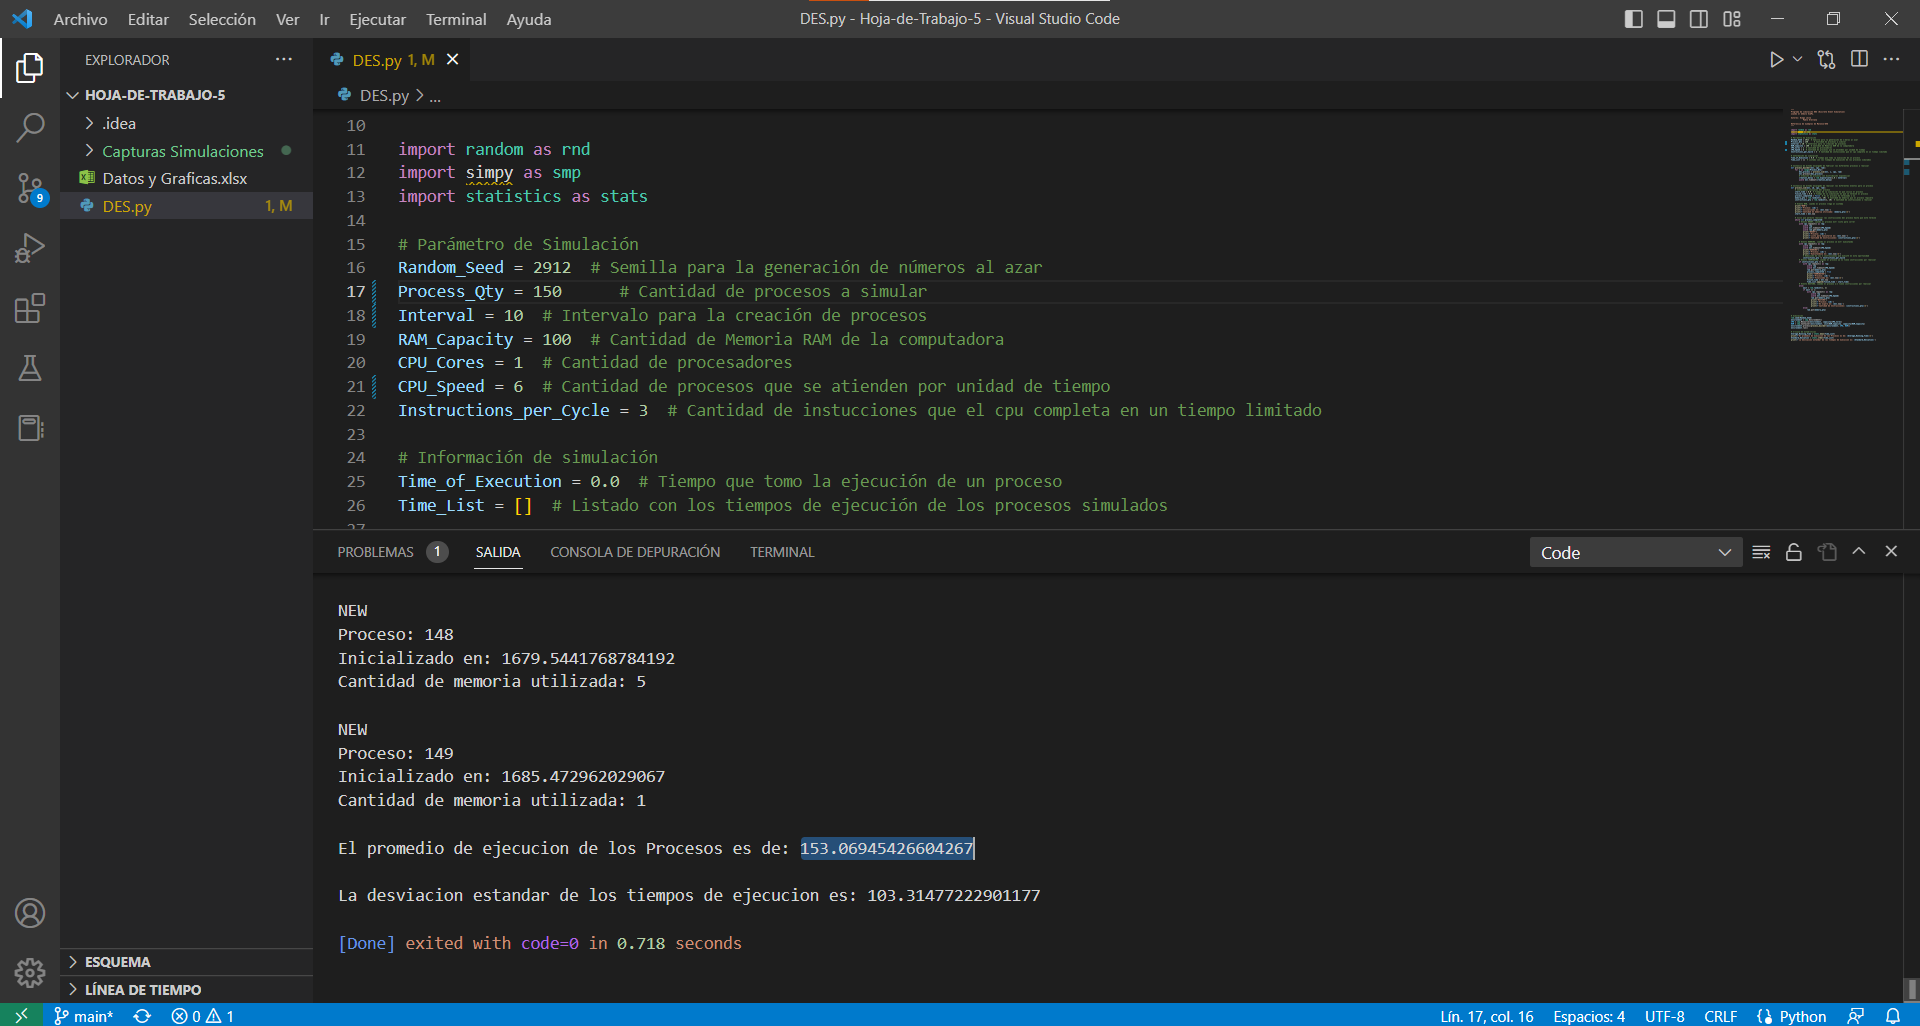 Archivo Editar Selección Ver Ir Ejecutar Terminal Ayuda
DES.py - Hoja-de-Trabajo-5 - Visual Studio Code
EXPLORADOR
HOJA-DE-TRABAJO-5
.idea
Capturas Simulaciones
Datos y Graficas.xlsx
DES.py 1, M
9
ESQUEMA
LÍNEA DE TIEMPO
DES.py 1, M
DES.py > ...
10
11 import random as rnd
12 import simpy as smp
13 import statistics as stats
14
15 # Parámetro de Simulación
16 Random_Seed = 2912 # Semilla para la generación de números al azar
17 Process_Qty = 150 # Cantidad de procesos a simular
18 Interval = 10 # Intervalo para la creación de procesos
19 RAM_Capacity = 100 # Cantidad de Memoria RAM de la computadora
20 CPU_Cores = 1 # Cantidad de procesadores
21 CPU_Speed = 6 # Cantidad de procesos que se atienden por unidad de tiempo
22 Instructions_per_Cycle = 3 # Cantidad de instucciones que el cpu completa en un tiempo limitado
23
24 # Información de simulación
25 Time_of_Execution = 0.0 # Tiempo que tomo la ejecución de un proceso
26 Time_List = [] # Listado con los tiempos de ejecución de los procesos simulados
27
PROBLEMAS 1 SALIDA CONSOLA DE DEPURACIÓN TERMINAL
Code
NEW
Proceso: 148
Inicializado en: 1679.5441768784192
Cantidad de memoria utilizada: 5
NEW
Proceso: 149
Inicializado en: 1685.472962029067
Cantidad de memoria utilizada: 1
El promedio de ejecucion de los Procesos es de: 153.06945426604267
La desviacion estandar de los tiempos de ejecucion es: 103.31477222901177
[Done] exited with code=0 in 0.718 seconds
main* 0 1
Lín. 17, col. 16 Espacios: 4 UTF-8 CRLF Python